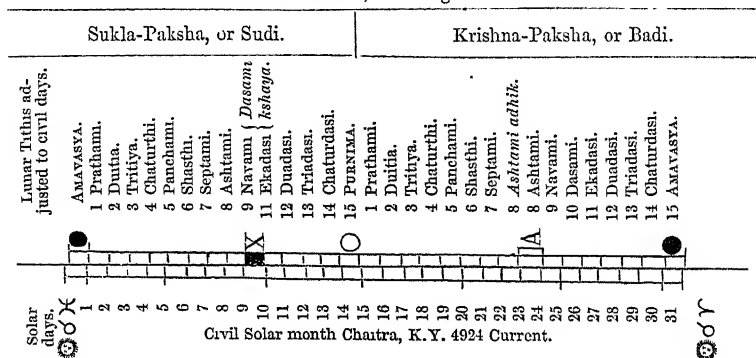 Sukla-Paksha, or Sudi.
Krishna-Paksha, or Badi.
Lunar Tithis ad-
justed to civil days.
AMAVASYA.
1 Prathami.
2 Duitia.
3 Tritiya.
4 Chaturthi.
5 Panchami.
6 Shasthi.
7 Septami.
8 Ashtami.
9 Navami { Dasami
11 Ekadasi { kshaya.
12 Duadasi.
13 Triadasi.
14 Chaturdasi.
15 PURNIMA.
1 Prathami.
2 Duitia.
3 Tritiya.
4 Chaturthi.
5 Panchami.
6 Shasthi.
7 Septami.
8 Ashtami adhik.
8 Ashtami.
9 Navami.
10 Dasami.
11 Ekadasi.
12 Duadasi.
13 Triadasi.
14 Chaturdasi.
15 AMAVASYA.
X
A
Solar
days.
☌ ♓
1 2 3 4 5 6 7 8 9 10 11 12 13 14 15 16 17 18 19 20 21 22 23 24 25 26 27 28 29 30 31
☌ ♈
Civil Solar month Chaitra, K.Y. 4924 Current.